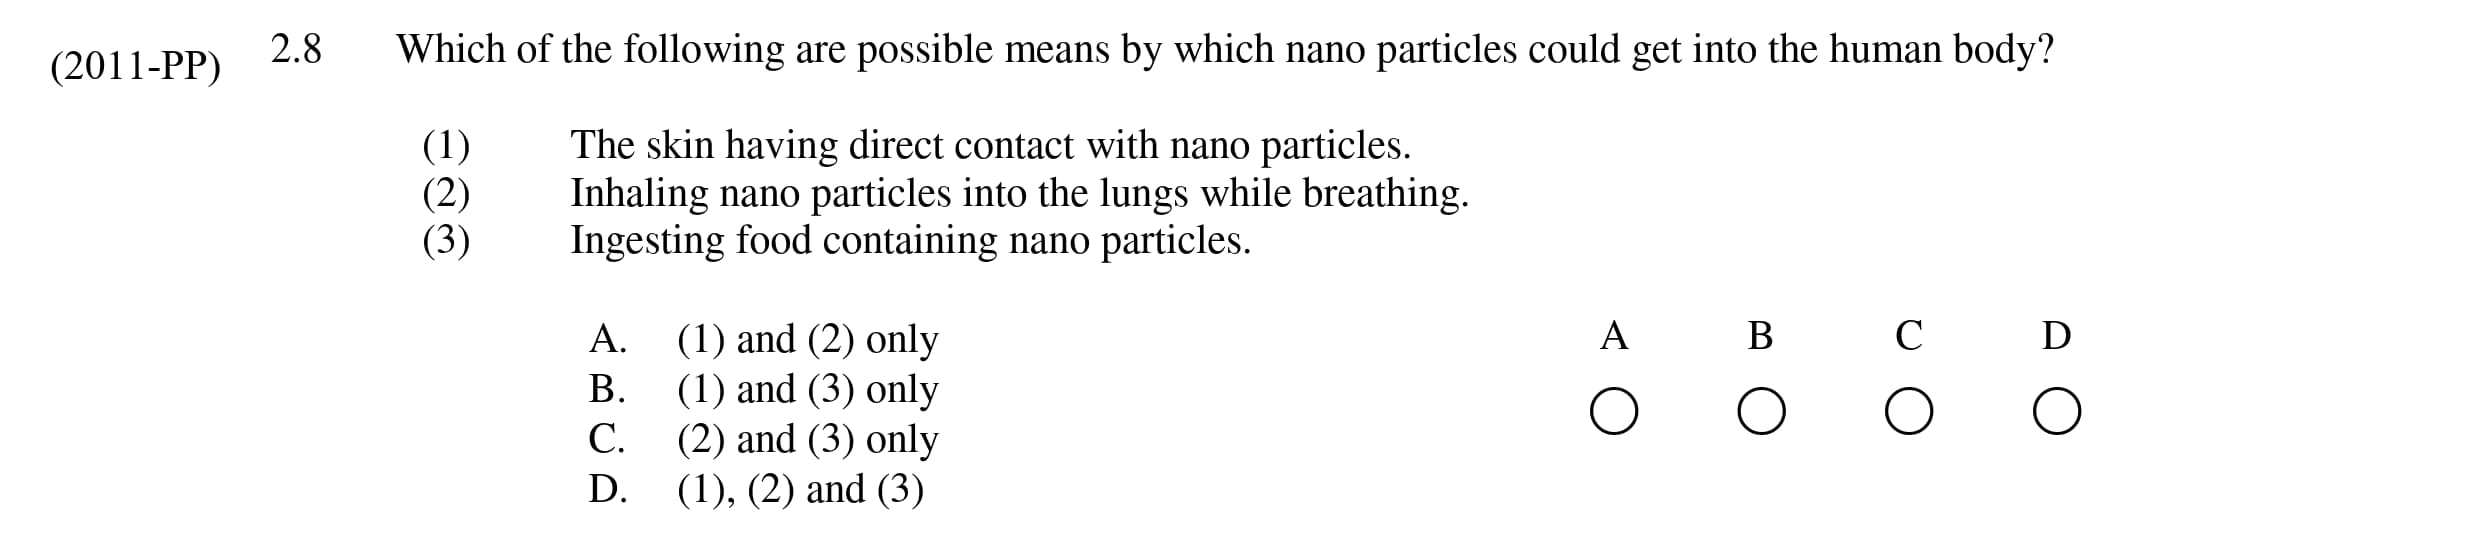 (2011-PP) 2.8 Which of the following are possible means by which nano particles could get into the human body?
(1) The skin having direct contact with nano particles.
(2) Inhaling nano particles into the lungs while breathing.
(3) Ingesting food containing nano particles.
A. (1) and (2) only
B. (1) and (3) only
C. (2) and (3) only
D. (1), (2) and (3)
A B C D